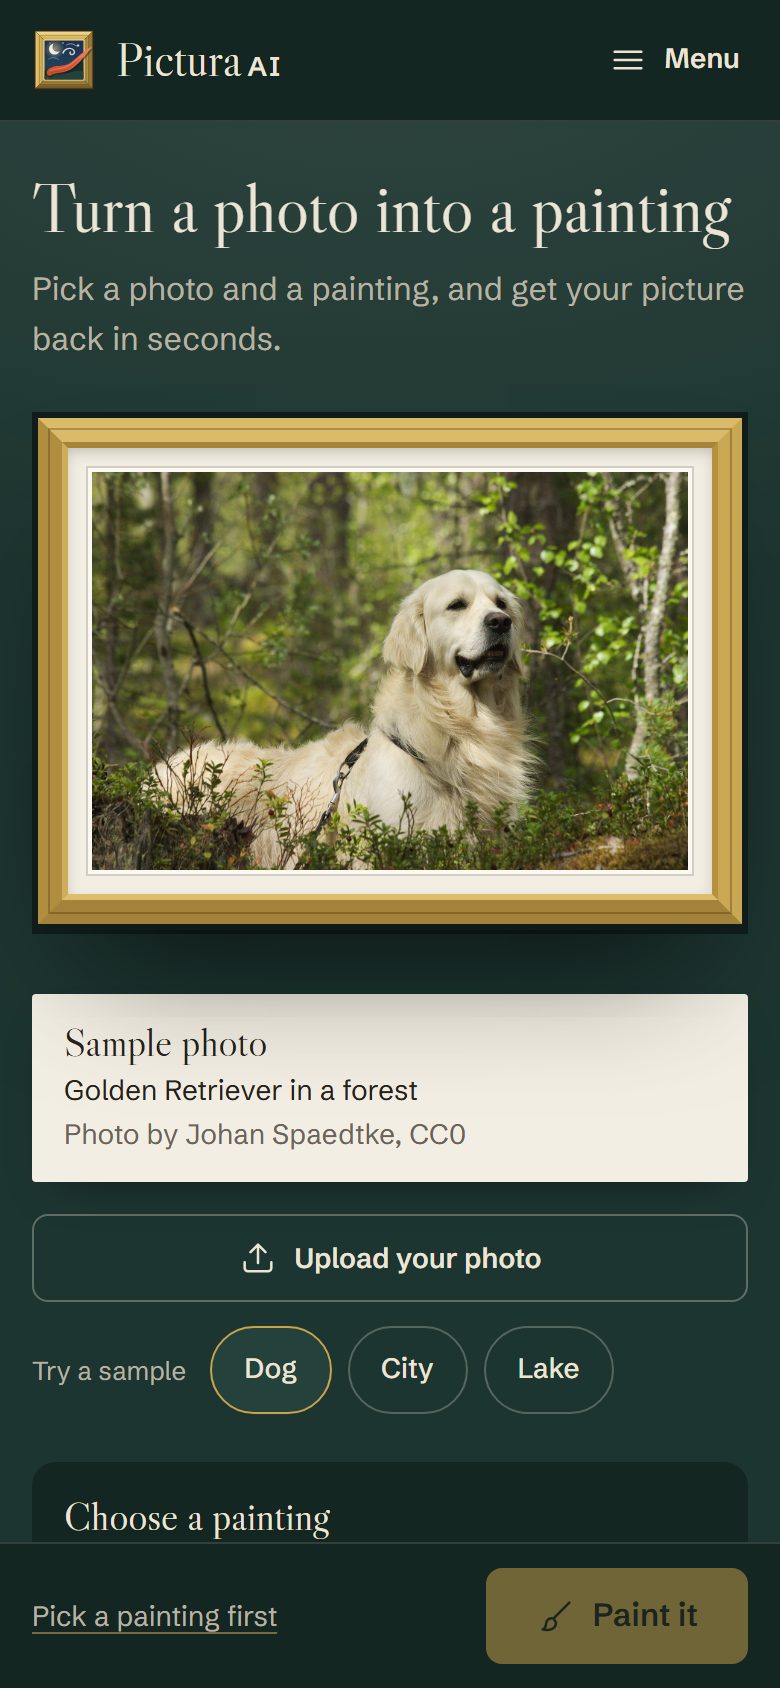 Pictura AI
Menu
Turn a photo into a painting
Pick a photo and a painting, and get your picture
back in seconds.
Sample photo
Golden Retriever in a forest
Photo by Johan Spaedtke, CC0
Upload your photo
Try a sample
Dog
City
Lake
Choose a painting
Pick a painting first
Paint it